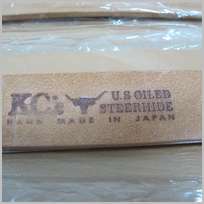 KC,s U.S OILED
STEERHIDE
HAND MADE IN JAPAN